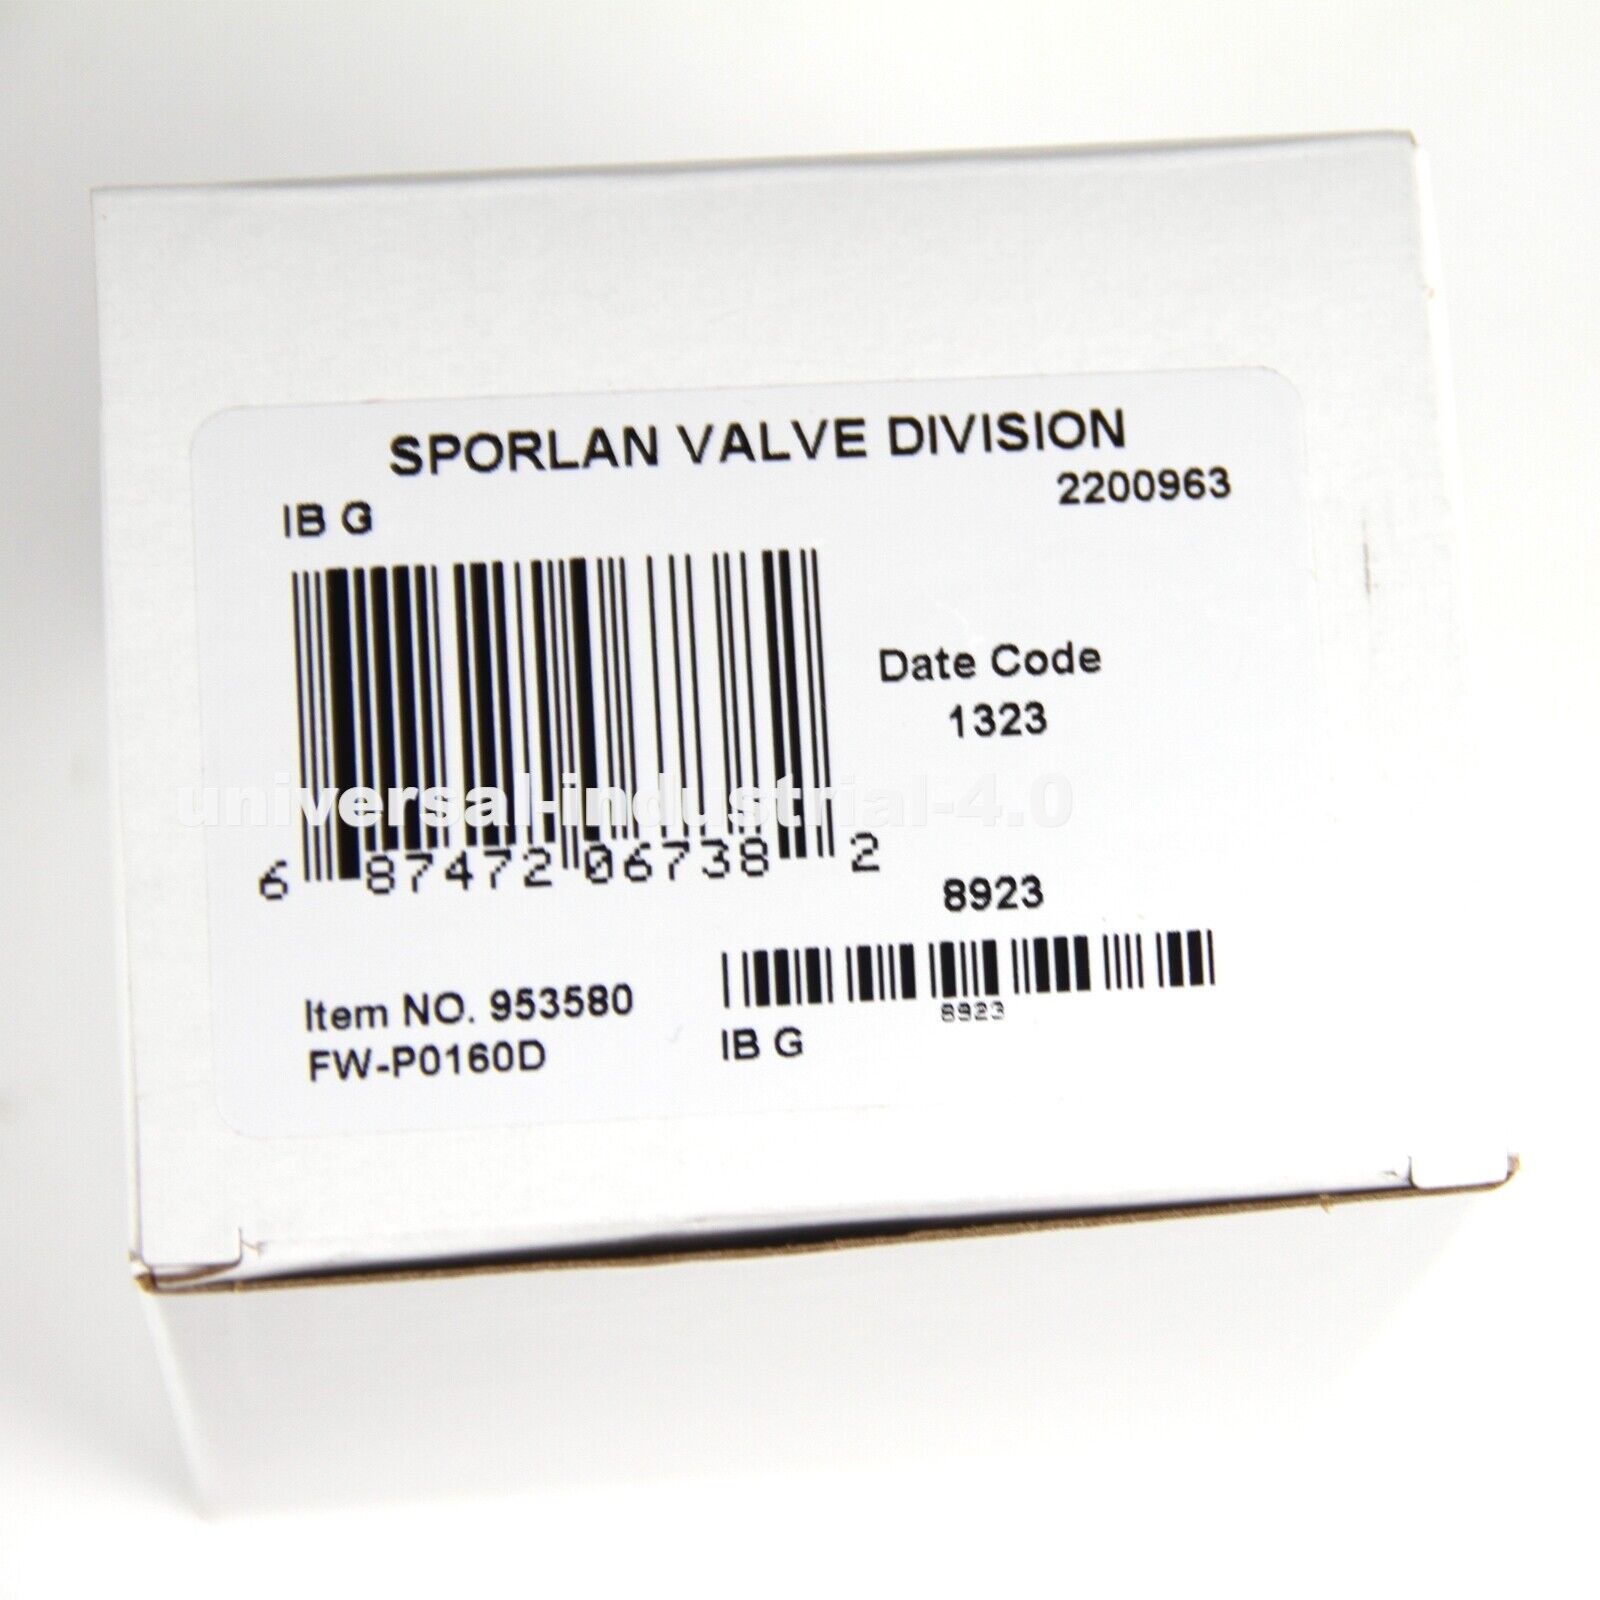 SPORLAN VALVE DIVISION
2200963
IB G
Date Code
1323
universal-industrial-4.0
6 87472 06738 2
8923
8923
Item NO. 953580
FW-P0160D
IB G